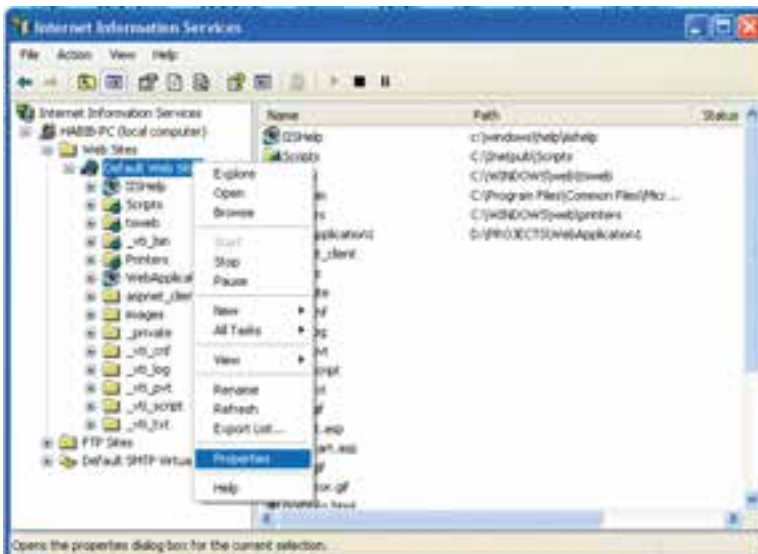 Internet Information Services
File Action View Help
Internet Information Services
HABIB-PC (local computer)
Web Sites
Default Web
IISHelp
Scripts
tsweb
_vti_bin
Printers
aspnet_client
images
_private
_vti_cnf
_vti_log
_vti_pvt
_vti_script
_vti_txt
FTP Sites
Default SMTP
Explore
Open
Browse
Start
Stop
Pause
New
All Tasks
View
Rename
Refresh
Export List...
Properties
Help
Name Path Status
IISHelp c:\windows\help\iishelp
Scripts C:\Inetpub\Scripts
C:\WINDOWS\web\tsweb
C:\Program Files\Common Files\Micr...
C:\WINDOWS\web\printers
D:\PROJECTS\WebApplication1
Opens the properties dialog box for the current selection.